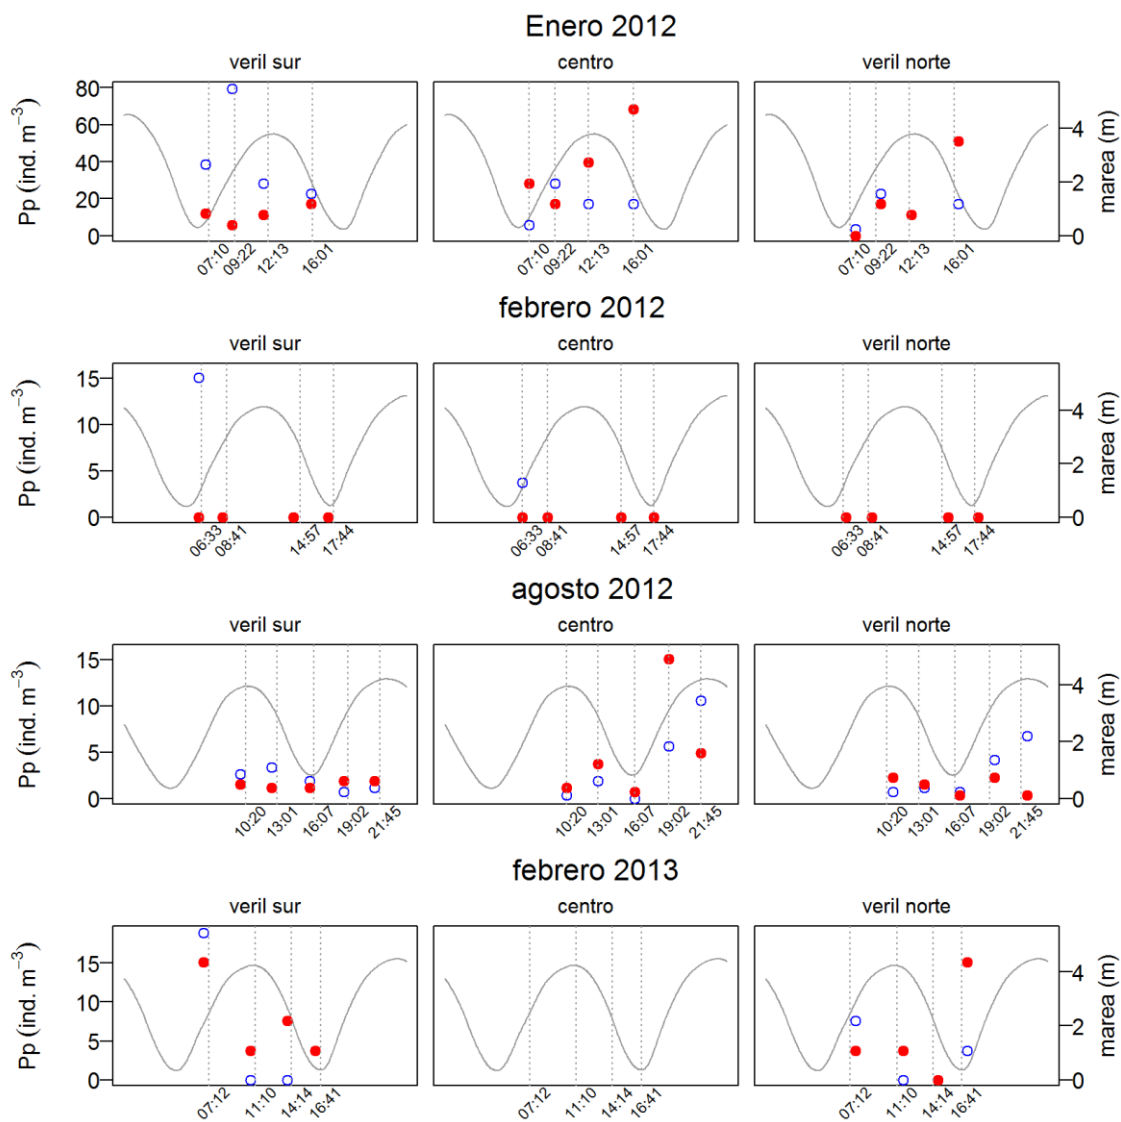 Enero 2012
veril sur centro veril norte
Pp (ind. m⁻³)
80
60
40
20
0
4
2
0
marea (m)
07:10 09:22 12:13 16:01 07:10 09:22 12:13 16:01 07:10 09:22 12:13 16:01
febrero 2012
veril sur centro veril norte
Pp (ind. m⁻³)
15
10
5
0
4
2
0
marea (m)
06:33 08:41 14:57 17:44 06:33 08:41 14:57 17:44 06:33 08:41 14:57 17:44
agosto 2012
veril sur centro veril norte
Pp (ind. m⁻³)
15
10
5
0
4
2
0
marea (m)
10:20 13:01 16:07 19:02 21:45 10:20 13:01 16:07 19:02 21:45 10:20 13:01 16:07 19:02 21:45
febrero 2013
veril sur centro veril norte
Pp (ind. m⁻³)
15
10
5
0
4
2
0
marea (m)
07:12 11:10 14:14 16:41 07:12 11:10 14:14 16:41 07:12 11:10 14:14 16:41